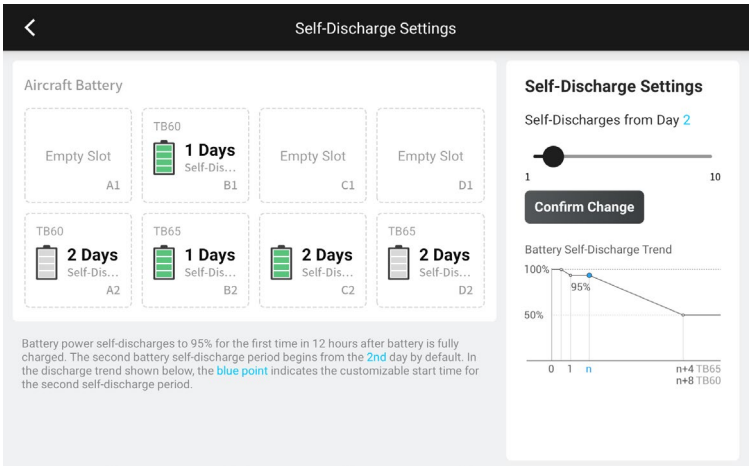 Self-Discharge Settings
Aircraft Battery
Empty Slot
A1
TB60
1 Days
Self-Dis...
B1
Empty Slot
C1
Empty Slot
D1
TB60
2 Days
Self-Dis...
A2
TB65
1 Days
Self-Dis...
B2
2 Days
Self-Dis...
C2
TB65
2 Days
Self-Dis...
D2
Battery power self-discharges to 95% for the first time in 12 hours after battery is fully
charged. The second battery self-discharge period begins from the 2nd day by default. In
the discharge trend shown below, the blue point indicates the customizable start time for
the second self-discharge period.
Self-Discharge Settings
Self-Discharges from Day 2
1 10
Confirm Change
Battery Self-Discharge Trend
100%
95%
50%
0 1 n n+4 TB65
n+8 TB60